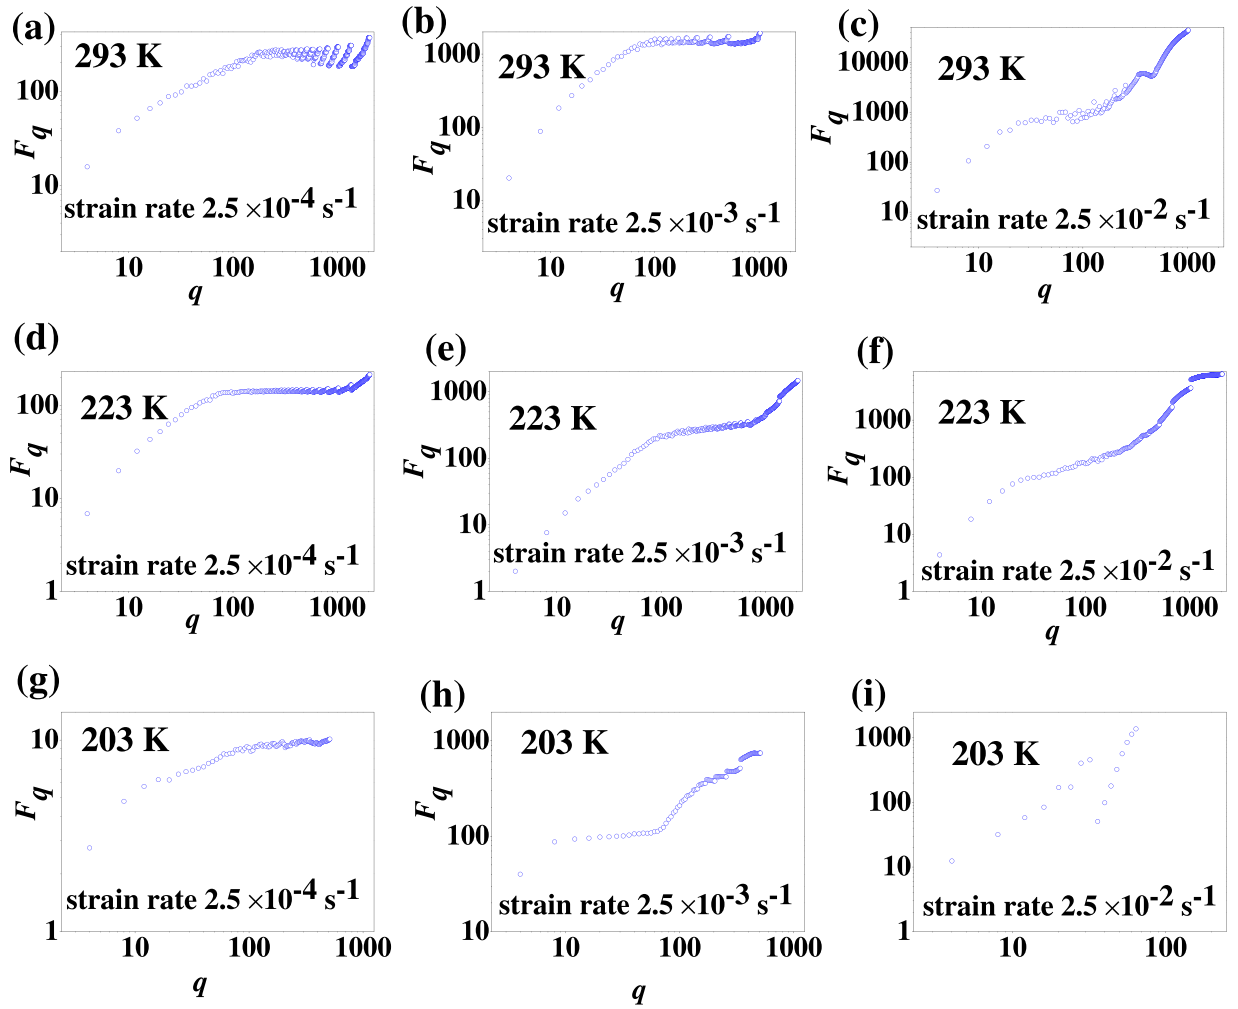 (a)
293 K
100
10
F_q
strain rate 2.5 ×10^-4 s^-1
10 100 1000
q
(b)
293 K
1000
100
10
F_q
strain rate 2.5 ×10^-3 s^-1
10 100 1000
q
(c)
293 K
10000
1000
100
10
F_q
strain rate 2.5 ×10^-2 s^-1
10 100 1000
q
(d)
223 K
100
10
1
F_q
strain rate 2.5 ×10^-4 s^-1
10 100 1000
q
(e)
223 K
1000
100
10
1
F_q
strain rate 2.5 ×10^-3 s^-1
10 100 1000
q
(f)
223 K
1000
100
10
1
F_q
strain rate 2.5 ×10^-2 s^-1
10 100 1000
q
(g)
203 K
10
1
F_q
strain rate 2.5 ×10^-4 s^-1
10 100 1000
q
(h)
203 K
1000
100
10
F_q
strain rate 2.5 ×10^-3 s^-1
10 100 1000
q
(i)
203 K
1000
100
10
1
F_q
strain rate 2.5 ×10^-2 s^-1
10 100
q